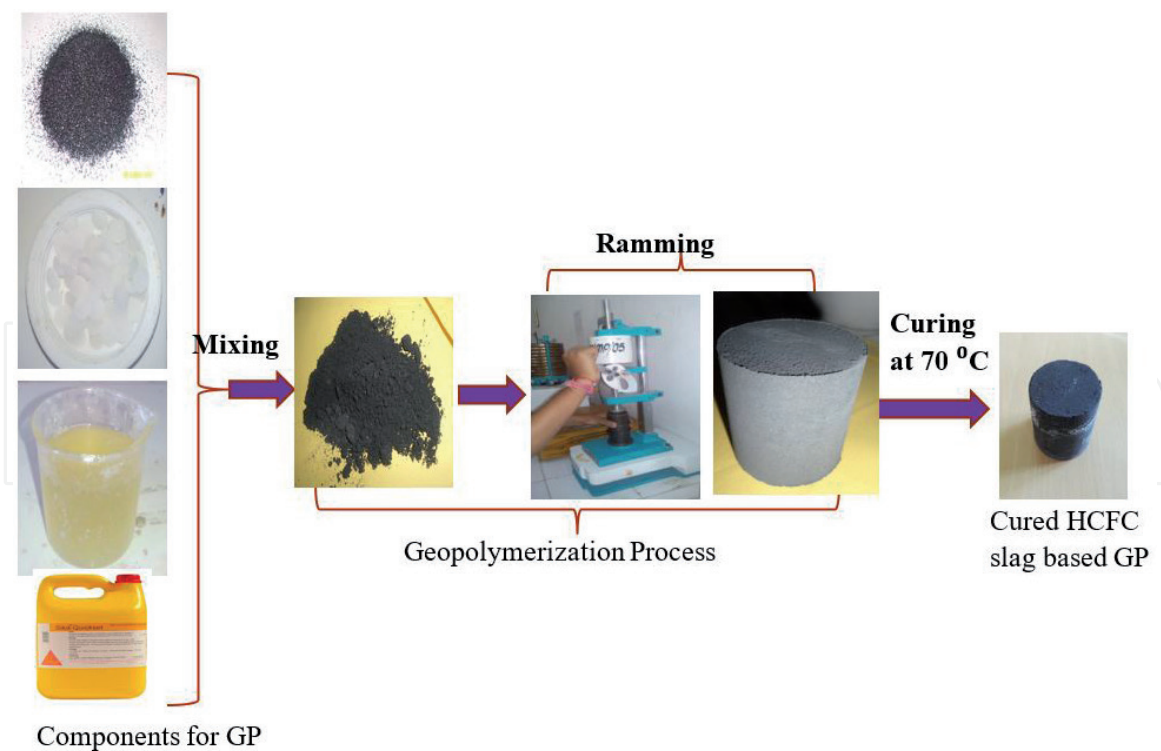 Ramming
Mixing
Curing
at 70 °C
Geopolymerization Process
Cured HCFC
slag based GP
Components for GP